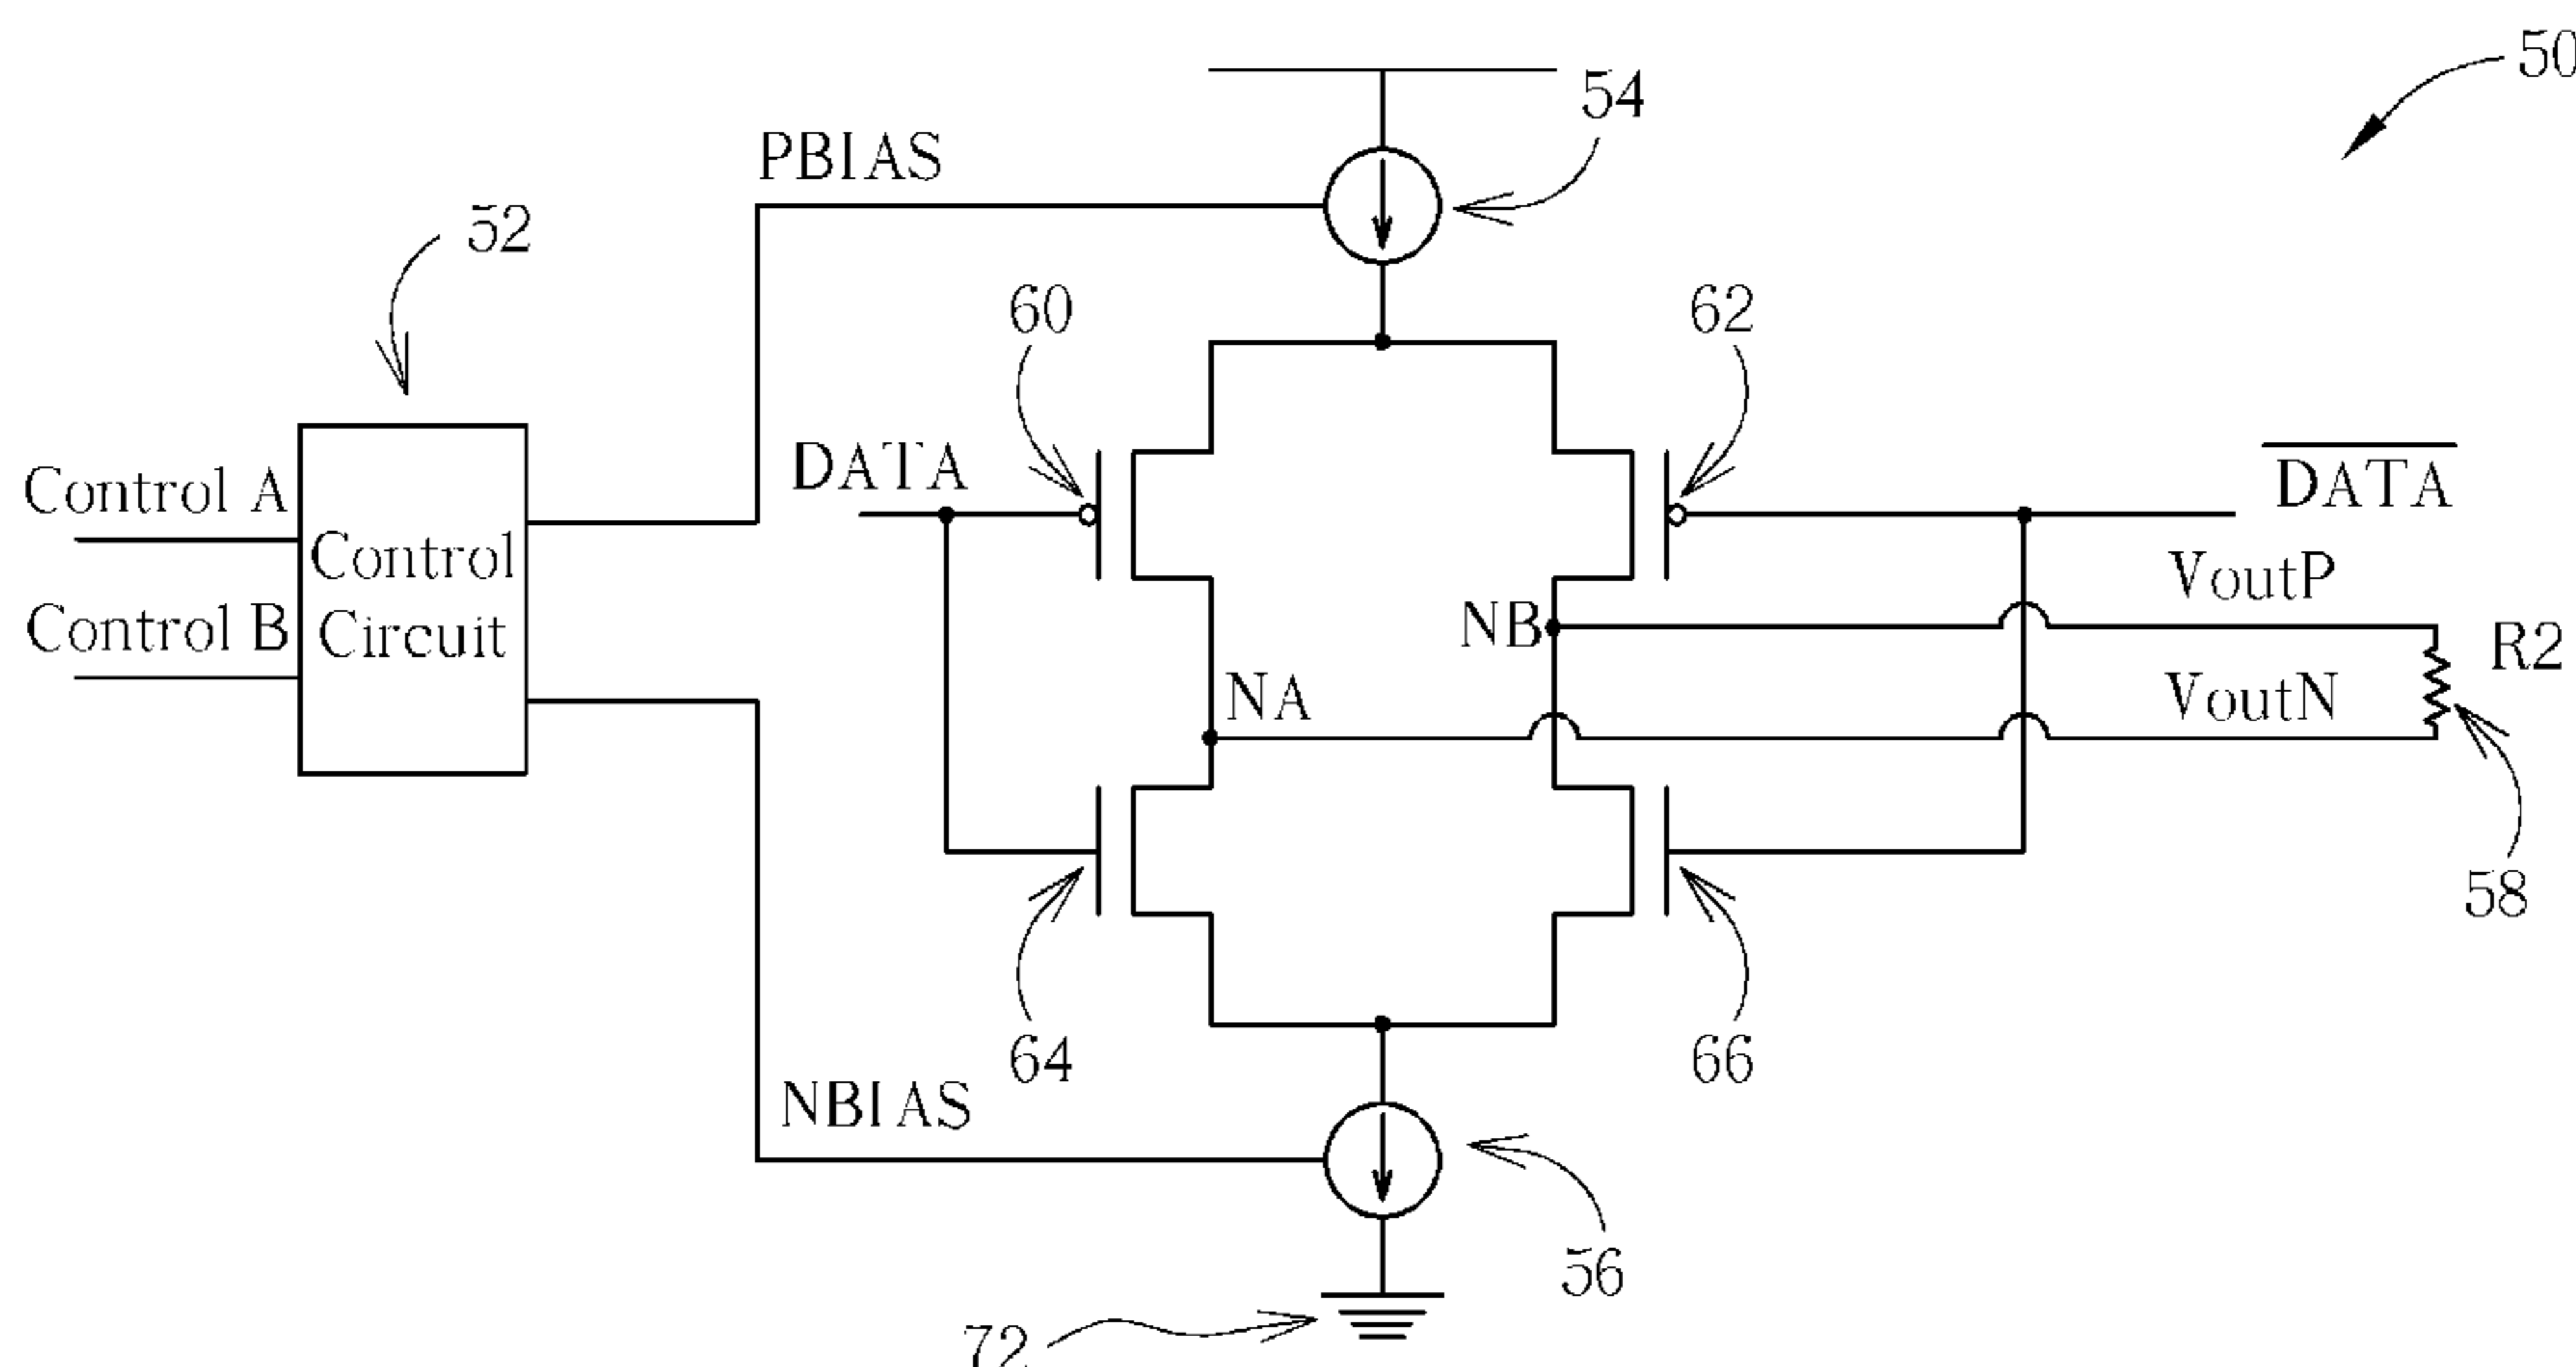 50
54
PBIAS
52
60
62
DATA
DATA
Control A
Control
Circuit
Control B
VoutP
NB
R2
NA
VoutN
58
64
66
NBIAS
56
72